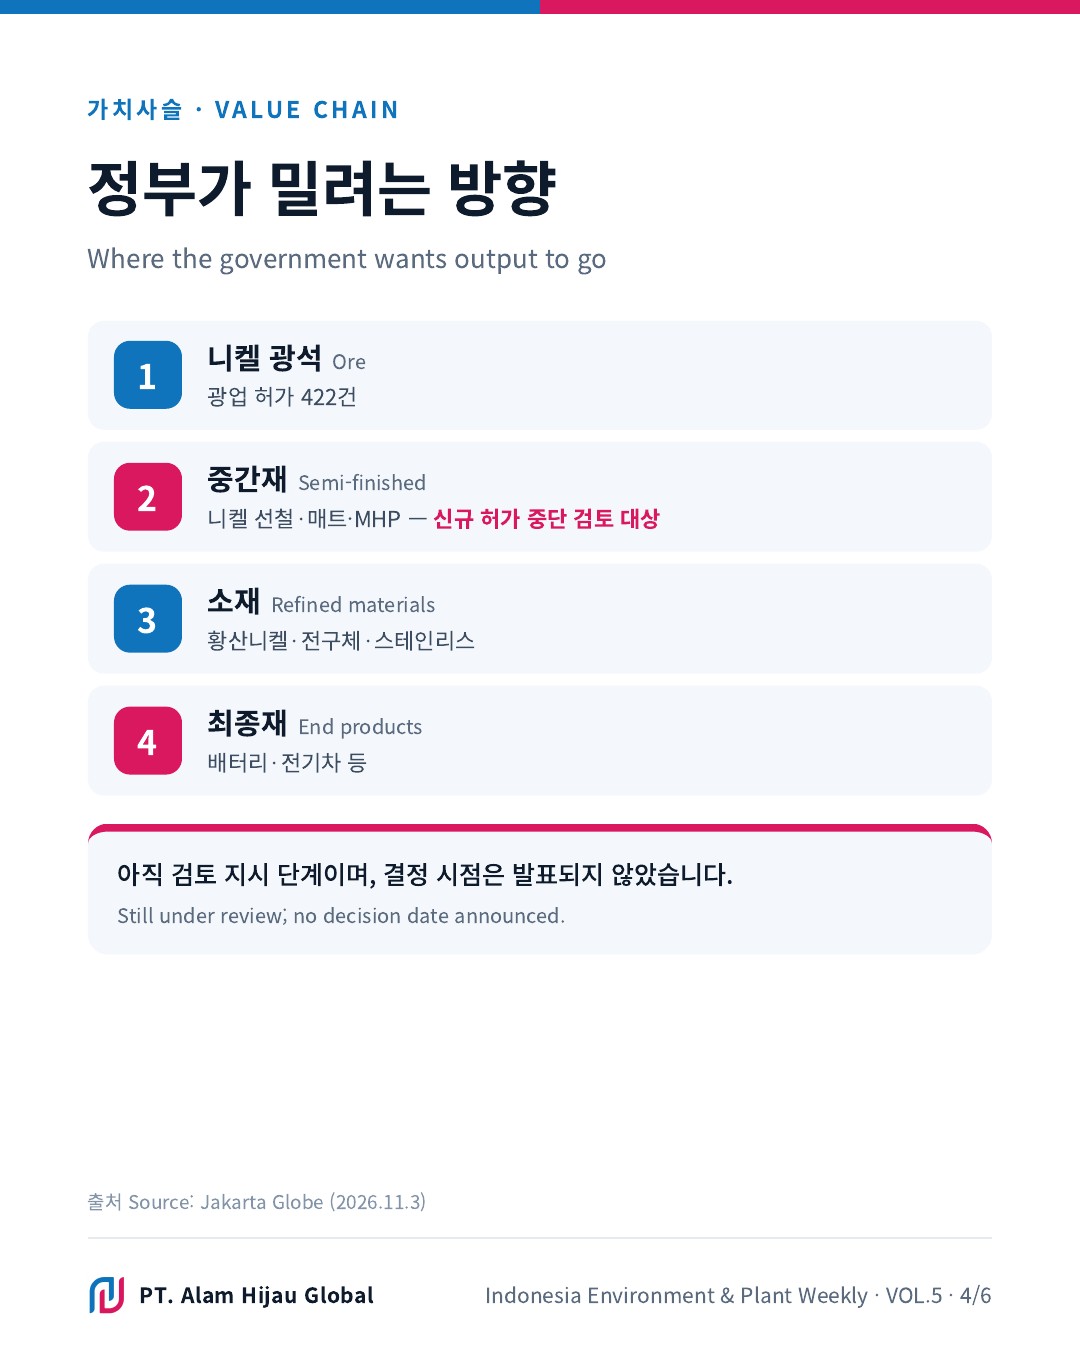 가치사슬 · VALUE CHAIN
정부가 밀려는 방향
Where the government wants output to go
1
니켈 광석 Ore
광업 허가 422건
2
중간재 Semi-finished
니켈 선철·매트·MHP — 신규 허가 중단 검토 대상
3
소재 Refined materials
황산니켈·전구체·스테인리스
4
최종재 End products
배터리·전기차 등
아직 검토 지시 단계이며, 결정 시점은 발표되지 않았습니다.
Still under review; no decision date announced.
출처 Source: Jakarta Globe (2026.11.3)
PT. Alam Hijau Global
Indonesia Environment & Plant Weekly · VOL.5 · 4/6